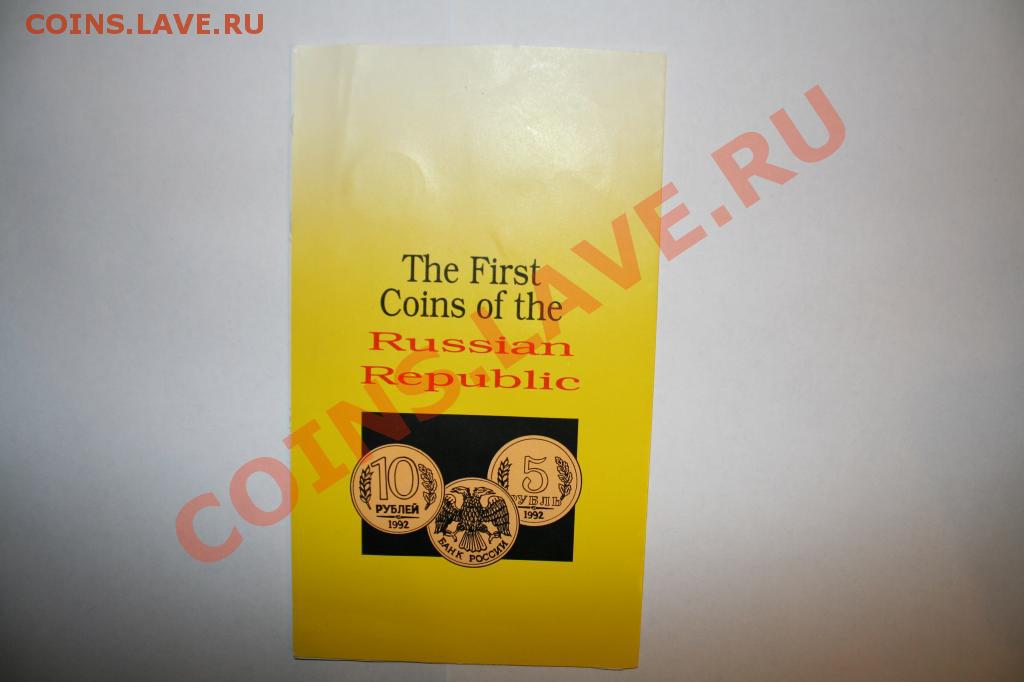 COINS.LAVE.RU
The First
Coins of the
Russian
Republic
10
РУБЛЕЙ
1992
5
РУБЛЬ
1992
БАНК РОССИИ
COINS.LAVE.RU